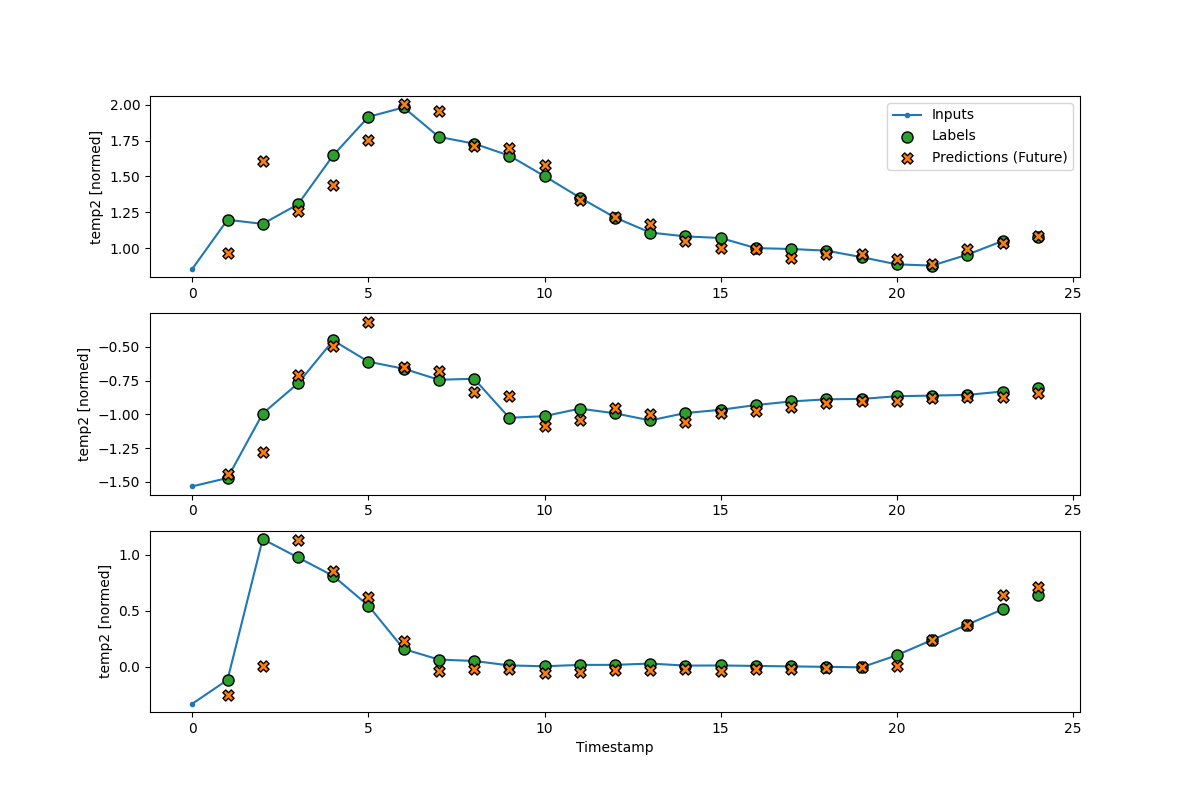 2.00
1.75
1.50
1.25
1.00
temp2 [normed]
Inputs
Labels
Predictions (Future)
0 5 10 15 20 25
−0.50
−0.75
−1.00
−1.25
−1.50
temp2 [normed]
0 5 10 15 20 25
1.0
0.5
0.0
temp2 [normed]
0 5 10 15 20 25
Timestamp